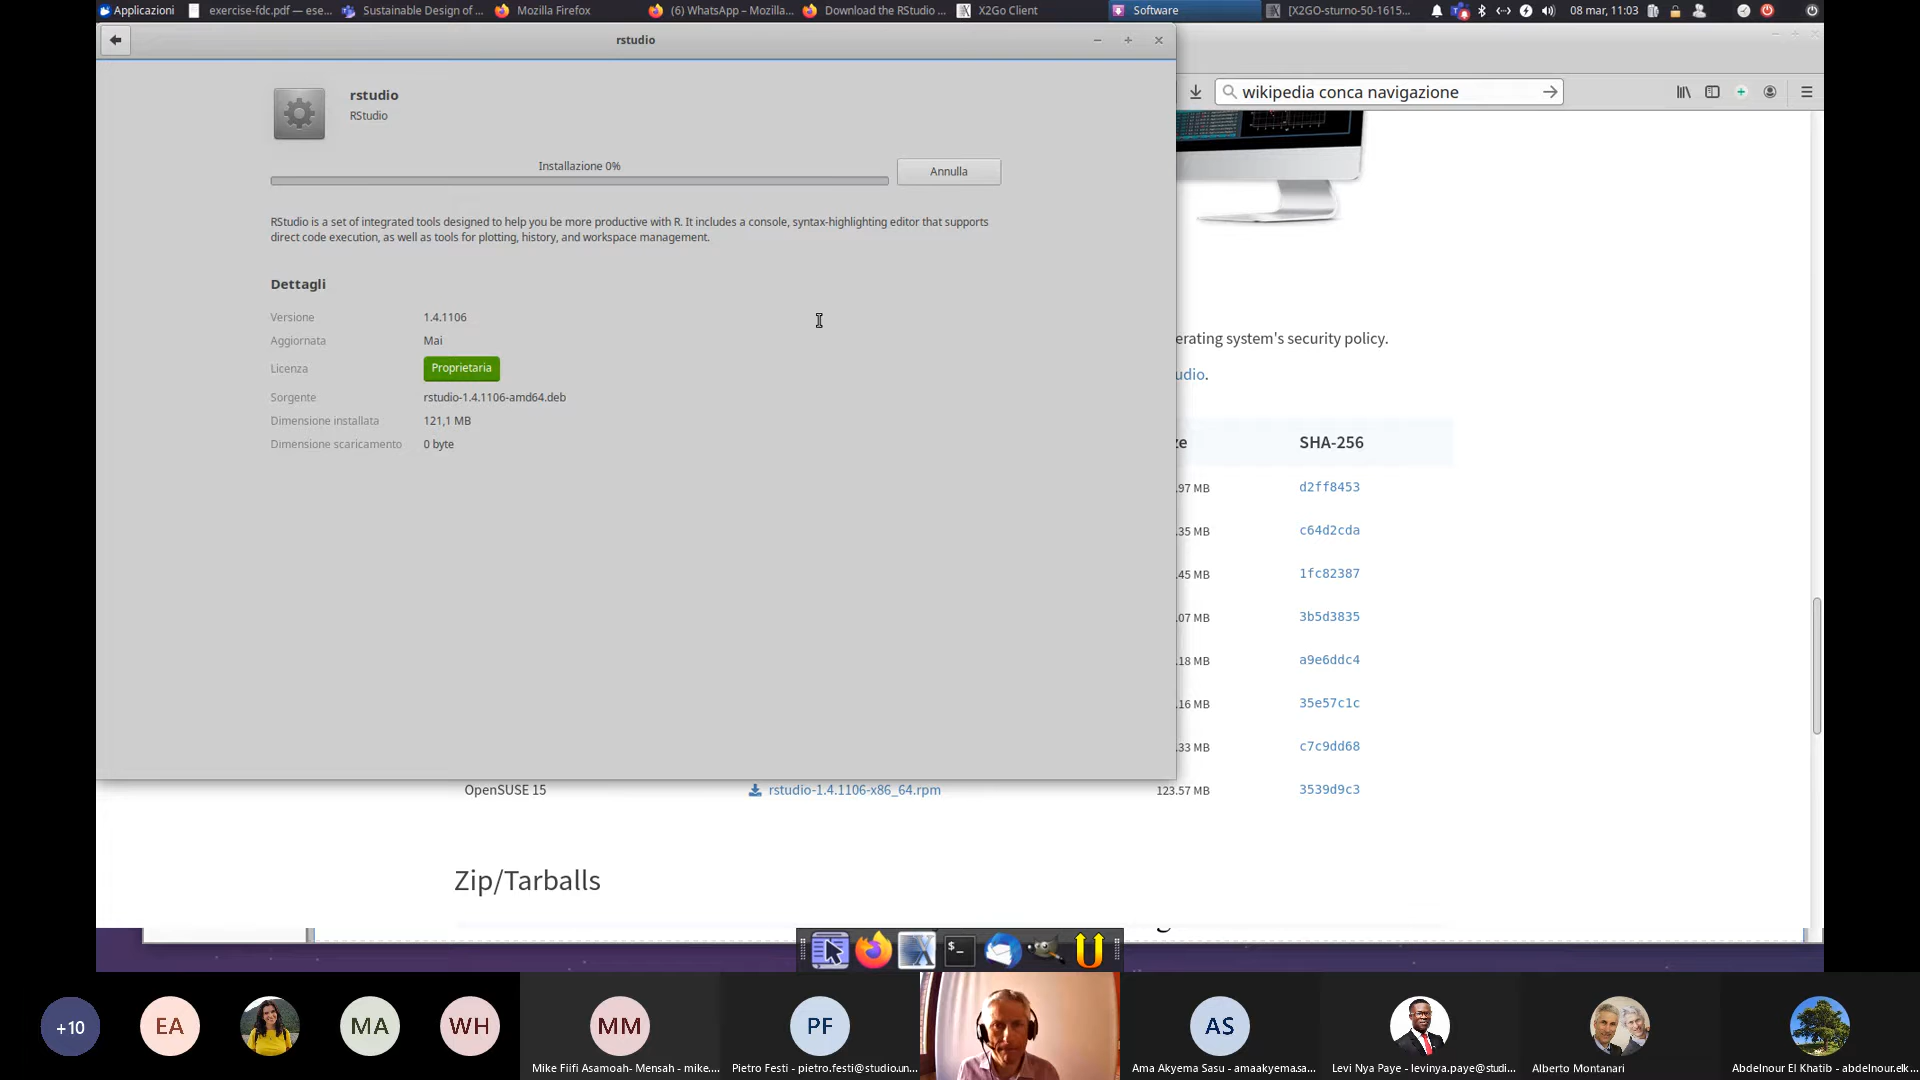 Applicazioni
exercise-fdc.pdf — ese...
Sustainable Design of ...
Mozilla Firefox
(6) WhatsApp – Mozilla...
Download the RStudio ...
X2Go Client
Software
[X2GO-sturno-50-1615...
08 mar, 11:03
rstudio
rstudio
RStudio
Installazione 0%
Annulla
RStudio is a set of integrated tools designed to help you be more productive with R. It includes a console, syntax-highlighting editor that supports
direct code execution, as well as tools for plotting, history, and workspace management.
Dettagli
Versione 1.4.1106
Aggiornata Mai
Licenza Proprietaria
Sorgente rstudio-1.4.1106-amd64.deb
Dimensione installata 121,1 MB
Dimensione scaricamento 0 byte
wikipedia conca navigazione
erating system's security policy.
udio.
ze SHA-256
.97 MB d2ff8453
.35 MB c64d2cda
.45 MB 1fc82387
.07 MB 3b5d3835
.18 MB a9e6ddc4
.16 MB 35e57c1c
.33 MB c7c9dd68
OpenSUSE 15 rstudio-1.4.1106-x86_64.rpm 123.57 MB 3539d9c3
Zip/Tarballs
+10
EA
MA
WH
MM
PF
AS
Mike Fiifi Asamoah- Mensah - mike....
Pietro Festi - pietro.festi@studio.un...
Ama Akyema Sasu - amaakyema.sa...
Levi Nya Paye - levinya.paye@studi...
Alberto Montanari
Abdelnour El Khatib - abdelnour.elk...